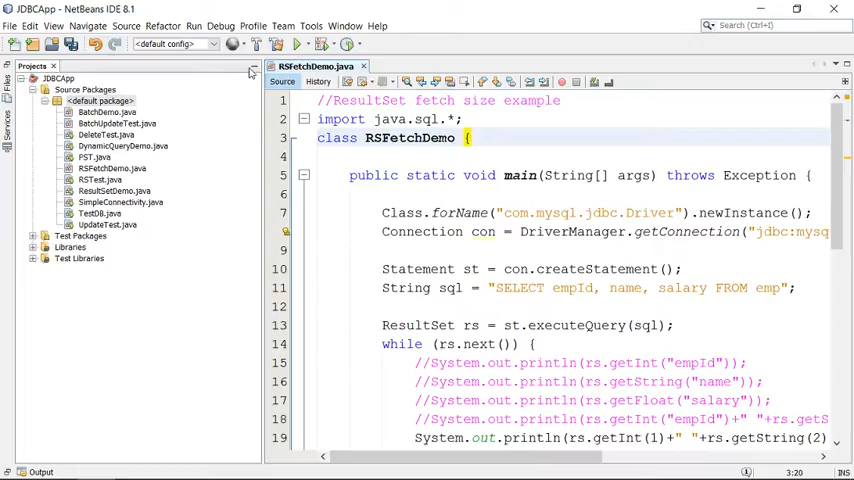 JDBCApp - NetBeans IDE 8.1
File Edit View Navigate Source Refactor Run Debug Profile Team Tools Window Help
Search (Ctrl+I)
<default config>
Projects
RSFetchDemo.java
Files
Services
JDBCApp
Source Packages
<default package>
BatchDemo.java
BatchUpdateTest.java
DeleteTest.java
DynamicQueryDemo.java
PST.java
RSFetchDemo.java
RSTest.java
ResultSetDemo.java
SimpleConnectivity.java
TestDB.java
UpdateTest.java
Test Packages
Libraries
Test Libraries
Source History
1 //ResultSet fetch size example
2 import java.sql.*;
3 class RSFetchDemo {
4
5 public static void main(String[] args) throws Exception {
6
7 Class.forName("com.mysql.jdbc.Driver").newInstance();
8 Connection con = DriverManager.getConnection("jdbc:mysq
9
10 Statement st = con.createStatement();
11 String sql = "SELECT empId, name, salary FROM emp";
12
13 ResultSet rs = st.executeQuery(sql);
14 while (rs.next()) {
15 //System.out.println(rs.getInt("empId"));
16 //System.out.println(rs.getString("name"));
17 //System.out.println(rs.getFloat("salary"));
18 //System.out.println(rs.getInt("empId")+" "+rs.getS
19 System.out.println(rs.getInt(1)+" "+rs.getString(2)
Output
3:20
INS